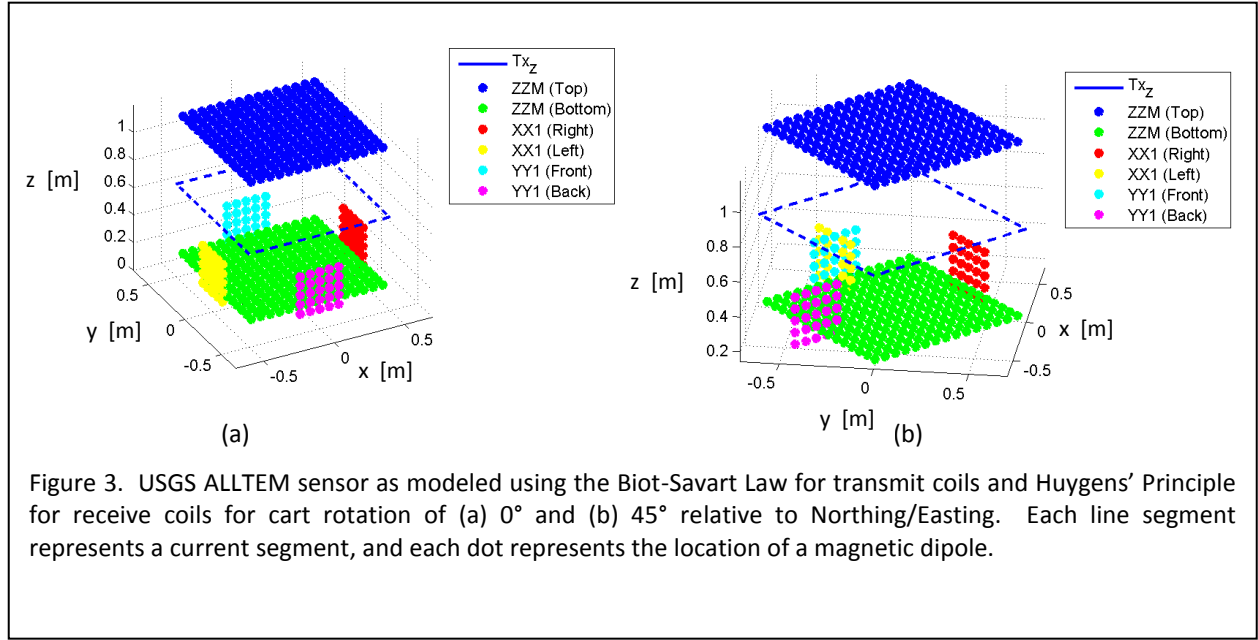 Tx_Z
ZZM (Top)
ZZM (Bottom)
XX1 (Right)
XX1 (Left)
YY1 (Front)
YY1 (Back)
1
0.8
0.6
0.4
0.2
0
z [m]
0.5
0
-0.5
y [m]
-0.5
0
0.5
x [m]
(a)
Tx_Z
ZZM (Top)
ZZM (Bottom)
XX1 (Right)
XX1 (Left)
YY1 (Front)
YY1 (Back)
1
0.8
0.6
0.4
0.2
z [m]
-0.5
0
0.5
y [m]
0.5
0
-0.5
x [m]
(b)
Figure 3. USGS ALLTEM sensor as modeled using the Biot-Savart Law for transmit coils and Huygens’ Principle
for receive coils for cart rotation of (a) 0° and (b) 45° relative to Northing/Easting. Each line segment
represents a current segment, and each dot represents the location of a magnetic dipole.